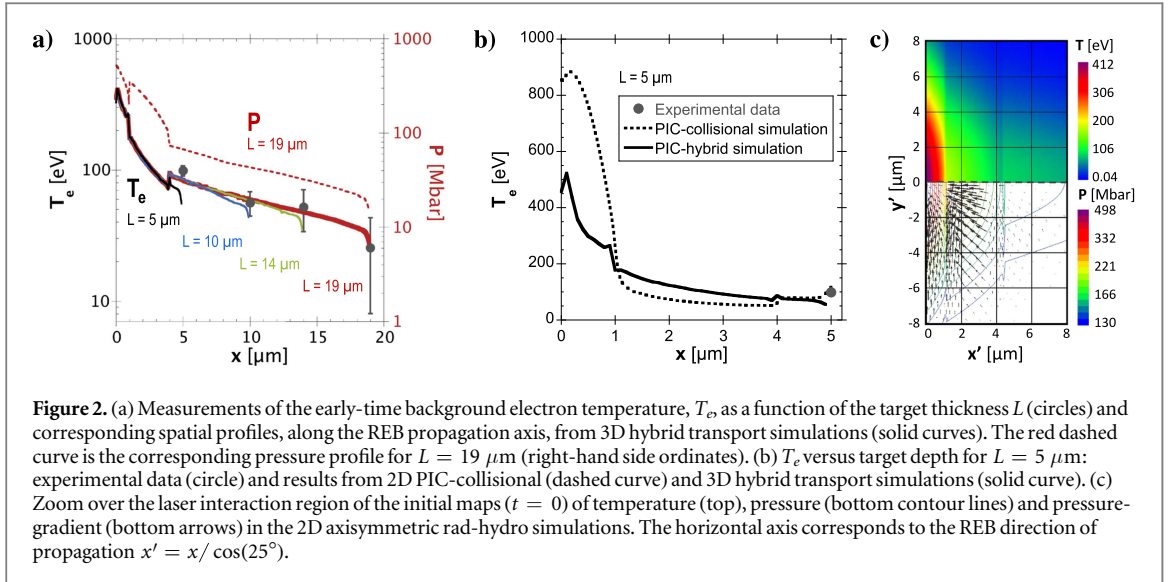 a)
1000
100
10
T_e [eV]
P
L = 19 μm
T_e
L = 5 μm
L = 10 μm
L = 14 μm
L = 19 μm
1000
100
10
1
P [Mbar]
0 5 10 15 20
x [μm]
b)
1000
800
600
400
200
0
T_e [eV]
L = 5 μm
Experimental data
PIC-collisional simulation
PIC-hybrid simulation
0 1 2 3 4 5
x [μm]
c)
8
6
4
2
0
-2
-4
-6
-8
y' [μm]
0 2 4 6 8
x' [μm]
T [eV]
412
306
206
106
0.04
P [Mbar]
498
332
221
166
130
Figure 2. (a) Measurements of the early-time background electron temperature, T_e, as a function of the target thickness L (circles) and
corresponding spatial profiles, along the REB propagation axis, from 3D hybrid transport simulations (solid curves). The red dashed
curve is the corresponding pressure profile for L = 19 μm (right-hand side ordinates). (b) T_e versus target depth for L = 5 μm:
experimental data (circle) and results from 2D PIC-collisional (dashed curve) and 3D hybrid transport simulations (solid curve). (c)
Zoom over the laser interaction region of the initial maps (t = 0) of temperature (top), pressure (bottom contour lines) and pressure-
gradient (bottom arrows) in the 2D axisymmetric rad-hydro simulations. The horizontal axis corresponds to the REB direction of
propagation x′ = x/ cos(25°).